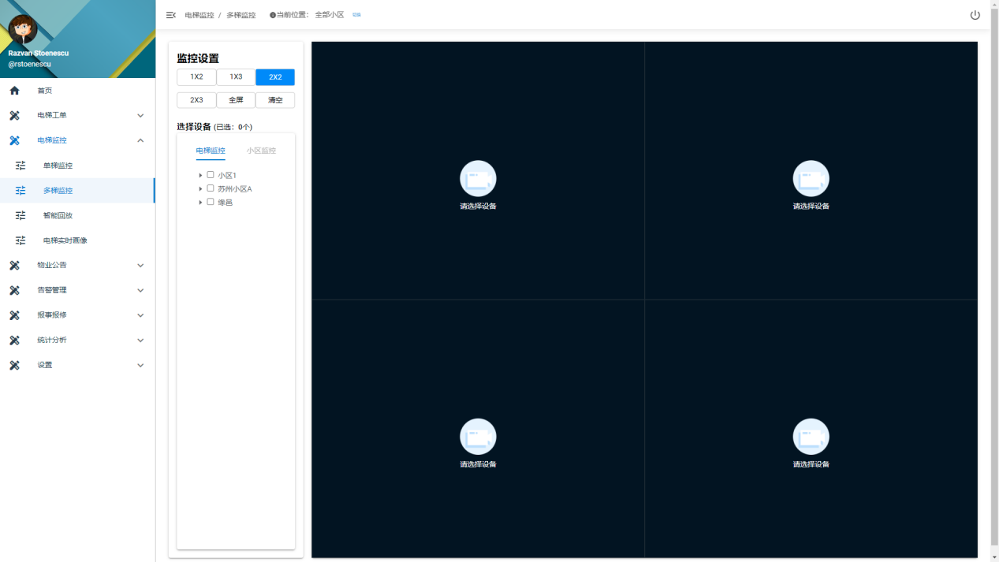 电梯监控 / 多梯监控 当前位置： 全部小区 切换
Razvan Stoenescu
@rstoenescu
首页
电梯工单
电梯监控
单梯监控
多梯监控
智能回放
电梯实时画像
物业公告
告警管理
报事报修
统计分析
设置
监控设置
1X2 1X3 2X2
2X3 全屏 清空
选择设备 (已选：0个)
电梯监控 小区监控
小区1
苏州小区A
缘邑
请选择设备
请选择设备
请选择设备
请选择设备